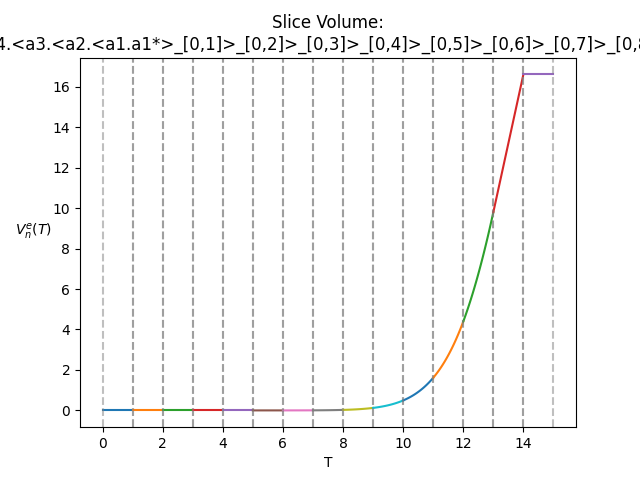 Slice Volume:
4.<a3.<a2.<a1.a1*>_[0,1]>_[0,2]>_[0,3]>_[0,4]>_[0,5]>_[0,6]>_[0,7]>_[0,8
16
14
12
10
8
6
4
2
0
V_n^e(T)
0 2 4 6 8 10 12 14
T